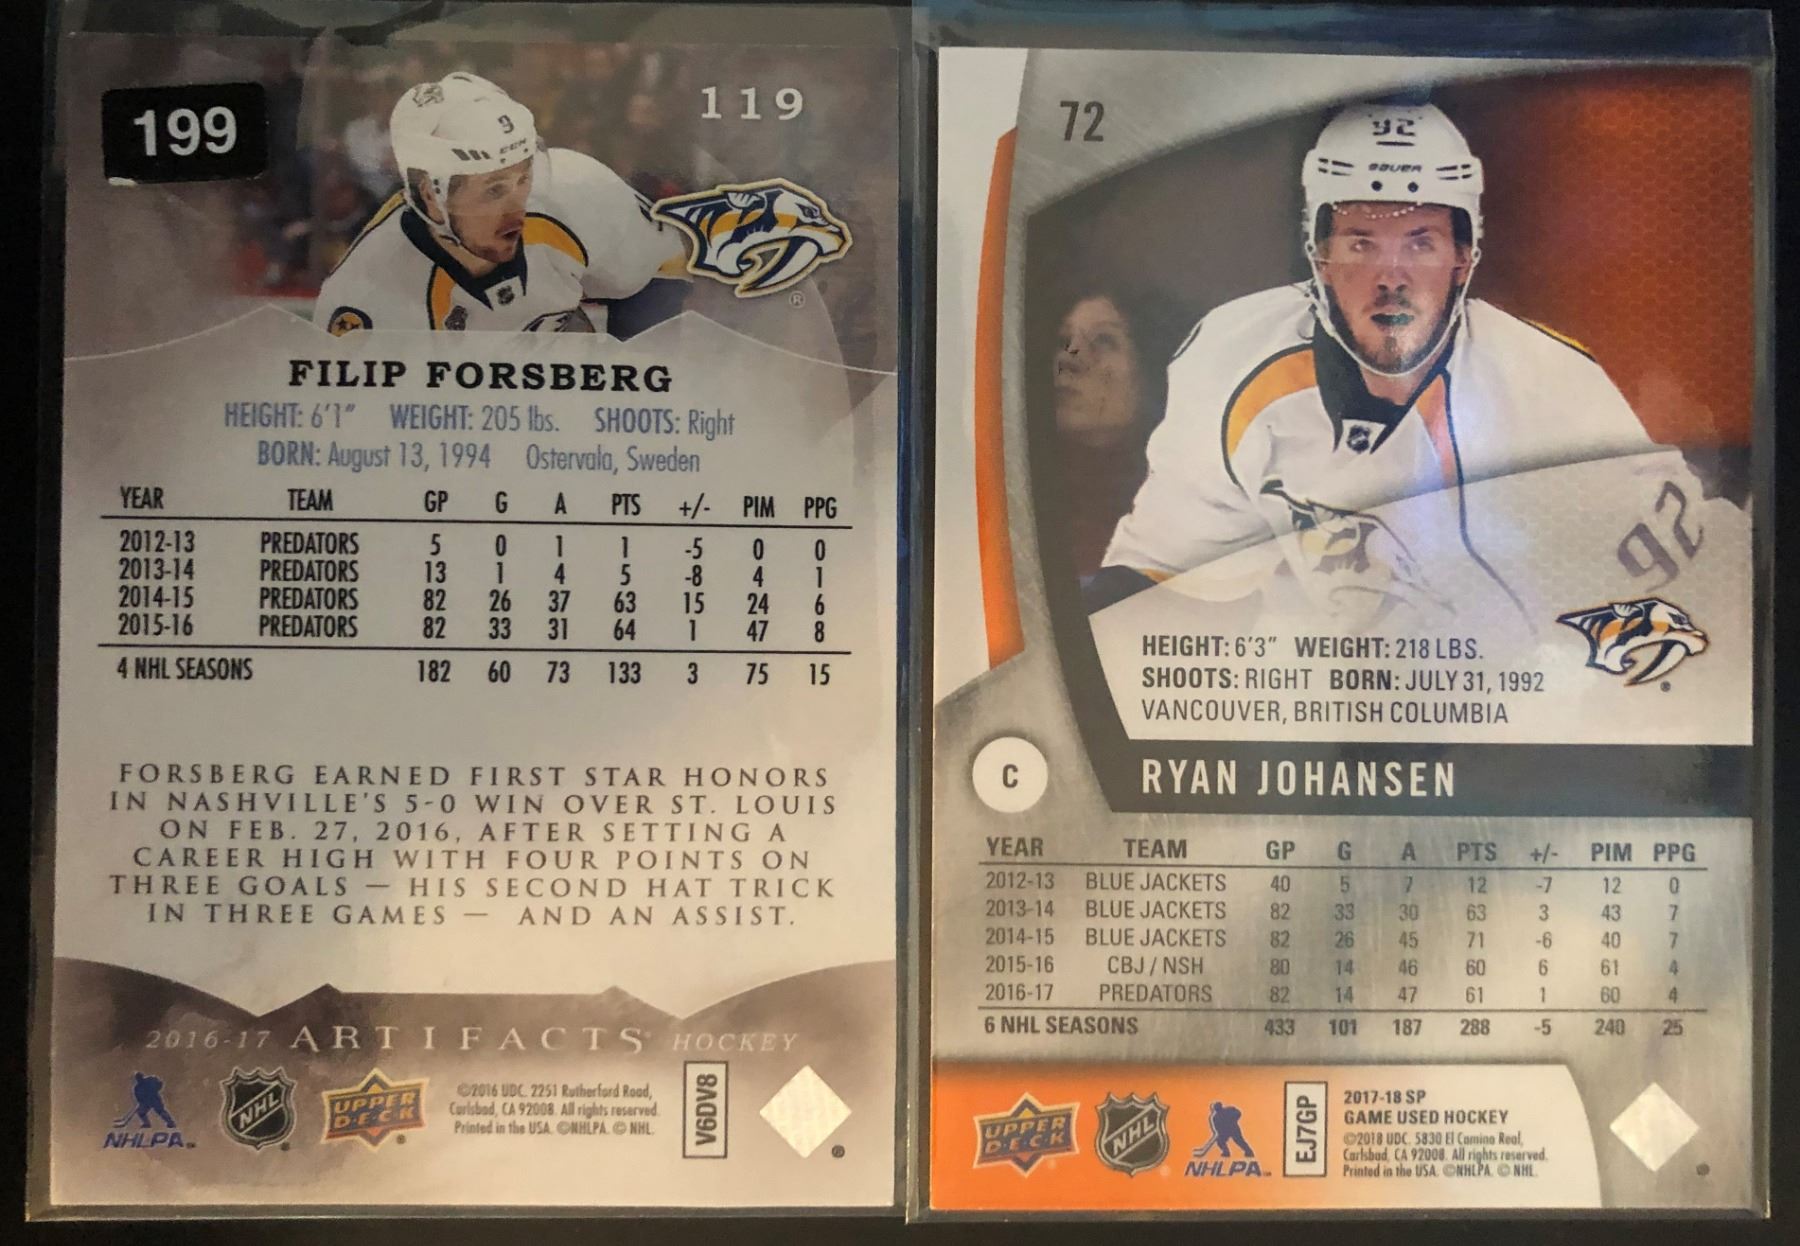 199
119
9
CCM
FILIP FORSBERG
HEIGHT: 6'1" WEIGHT: 205 lbs. SHOOTS: Right
BORN: August 13, 1994 Ostervala, Sweden
YEAR TEAM GP G A PTS +/- PIM PPG
2012-13 PREDATORS 5 0 1 1 -5 0 0
2013-14 PREDATORS 13 1 4 5 -8 4 1
2014-15 PREDATORS 82 26 37 63 15 24 6
2015-16 PREDATORS 82 33 31 64 1 47 8
4 NHL SEASONS 182 60 73 133 3 75 15
FORSBERG EARNED FIRST STAR HONORS
IN NASHVILLE'S 5-0 WIN OVER ST. LOUIS
ON FEB. 27, 2016, AFTER SETTING A
CAREER HIGH WITH FOUR POINTS ON
THREE GOALS — HIS SECOND HAT TRICK
IN THREE GAMES — AND AN ASSIST.
2016-17 ARTIFACTS HOCKEY
NHLPA
NHL
UPPER
D·E·C·K
©2016 UDC. 2251 Rutherford Road,
Carlsbad, CA 92008. All rights reserved.
Printed in the USA. ©NHLPA. © NHL.
V6DV8
72
92
BAUER
92
HEIGHT: 6'3" WEIGHT: 218 LBS.
SHOOTS: RIGHT BORN: JULY 31, 1992
VANCOUVER, BRITISH COLUMBIA
C
RYAN JOHANSEN
YEAR TEAM GP G A PTS +/- PIM PPG
2012-13 BLUE JACKETS 40 5 7 12 -7 12 0
2013-14 BLUE JACKETS 82 33 30 63 3 43 7
2014-15 BLUE JACKETS 82 26 45 71 -6 40 7
2015-16 CBJ / NSH 80 14 46 60 6 61 4
2016-17 PREDATORS 82 14 47 61 1 60 4
6 NHL SEASONS 433 101 187 288 -5 240 25
UPPER
D·E·C·K
NHL
NHLPA
EJ7GP
2017-18 SP
GAME USED HOCKEY
©2018 UDC. 5830 El Camino Real,
Carlsbad, CA 92008. All rights reserved.
Printed in the USA. ©NHLPA. © NHL.